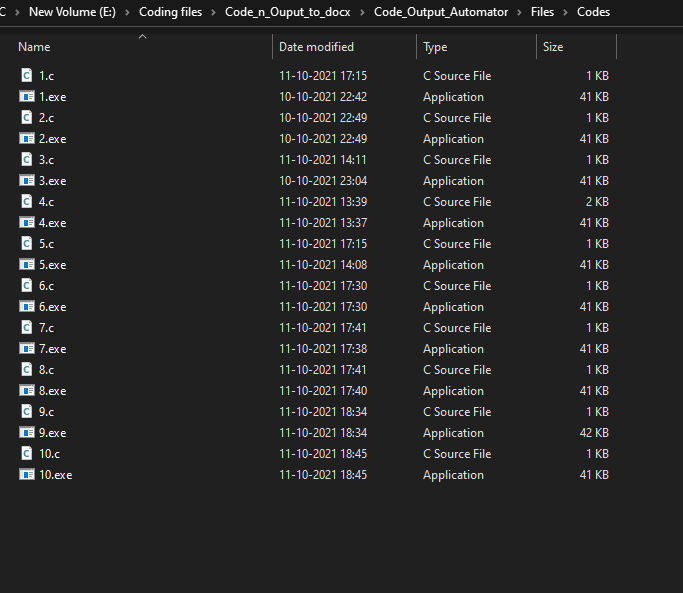 C > New Volume (E:) > Coding files > Code_n_Ouput_to_docx > Code_Output_Automator > Files > Codes
Name Date modified Type Size
1.c 11-10-2021 17:15 C Source File 1 KB
1.exe 10-10-2021 22:42 Application 41 KB
2.c 10-10-2021 22:49 C Source File 1 KB
2.exe 10-10-2021 22:49 Application 41 KB
3.c 11-10-2021 14:11 C Source File 1 KB
3.exe 10-10-2021 23:04 Application 41 KB
4.c 11-10-2021 13:39 C Source File 2 KB
4.exe 11-10-2021 13:37 Application 41 KB
5.c 11-10-2021 17:15 C Source File 1 KB
5.exe 11-10-2021 14:08 Application 41 KB
6.c 11-10-2021 17:30 C Source File 1 KB
6.exe 11-10-2021 17:30 Application 41 KB
7.c 11-10-2021 17:41 C Source File 1 KB
7.exe 11-10-2021 17:38 Application 41 KB
8.c 11-10-2021 17:41 C Source File 1 KB
8.exe 11-10-2021 17:40 Application 41 KB
9.c 11-10-2021 18:34 C Source File 1 KB
9.exe 11-10-2021 18:34 Application 42 KB
10.c 11-10-2021 18:45 C Source File 1 KB
10.exe 11-10-2021 18:45 Application 41 KB